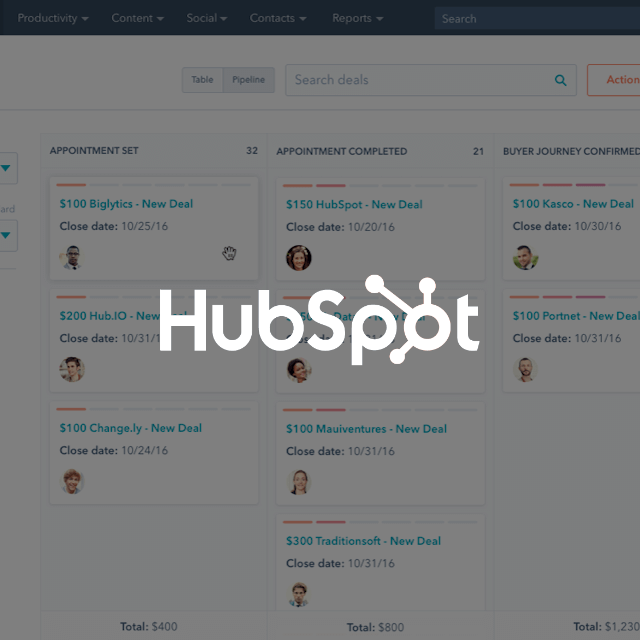 Productivity Content Social Contacts Reports Search
Table Pipeline Search deals Action
ard
APPOINTMENT SET 32
$100 Biglytics - New Deal
Close date: 10/25/16
$200 Hub.IO - New Deal
Close date: 10/31/1
$100 Change.ly - New Deal
Close date: 10/24/16
Total: $400
APPOINTMENT COMPLETED 21
$150 HubSpot - New Deal
Close date: 10/20/16
$100 Mauiventures - New Deal
Close date: 10/31/16
$300 Traditionsoft - New Deal
Close date: 10/31/16
Total: $800
BUYER JOURNEY CONFIRMED
$100 Kasco - New Deal
Close date: 10/30/16
$100 Portnet - New Deal
Close date: 10/31/16
Total: $1,230
HubSpot